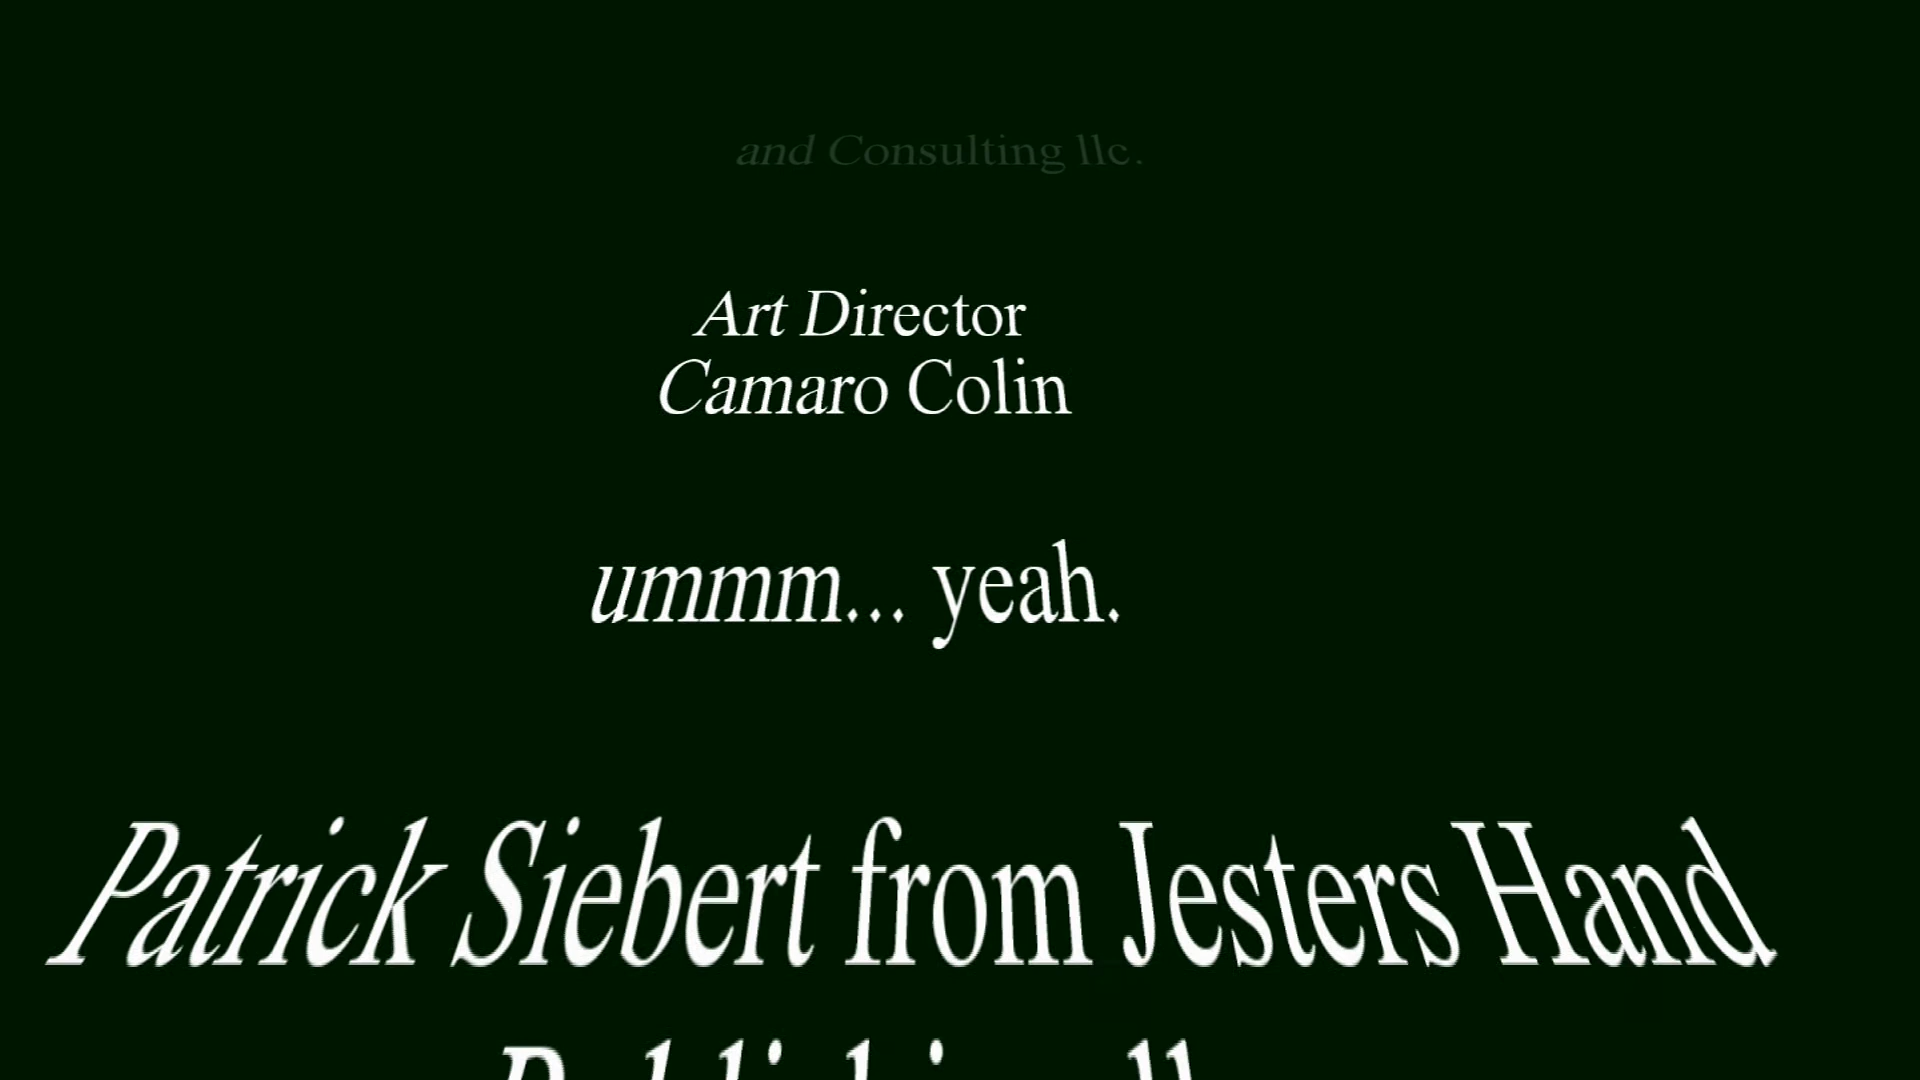 and Consulting llc.
Art Director
Camaro Colin
ummm... yeah.
Patrick Siebert from Jesters Hand